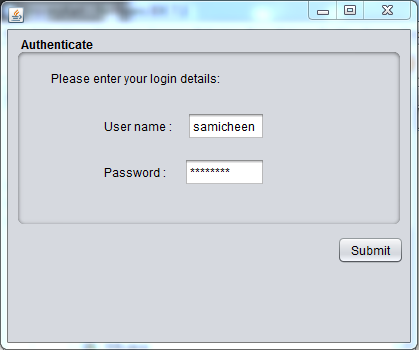 Authenticate
Please enter your login details:
User name : samicheen
Password : ********
Submit